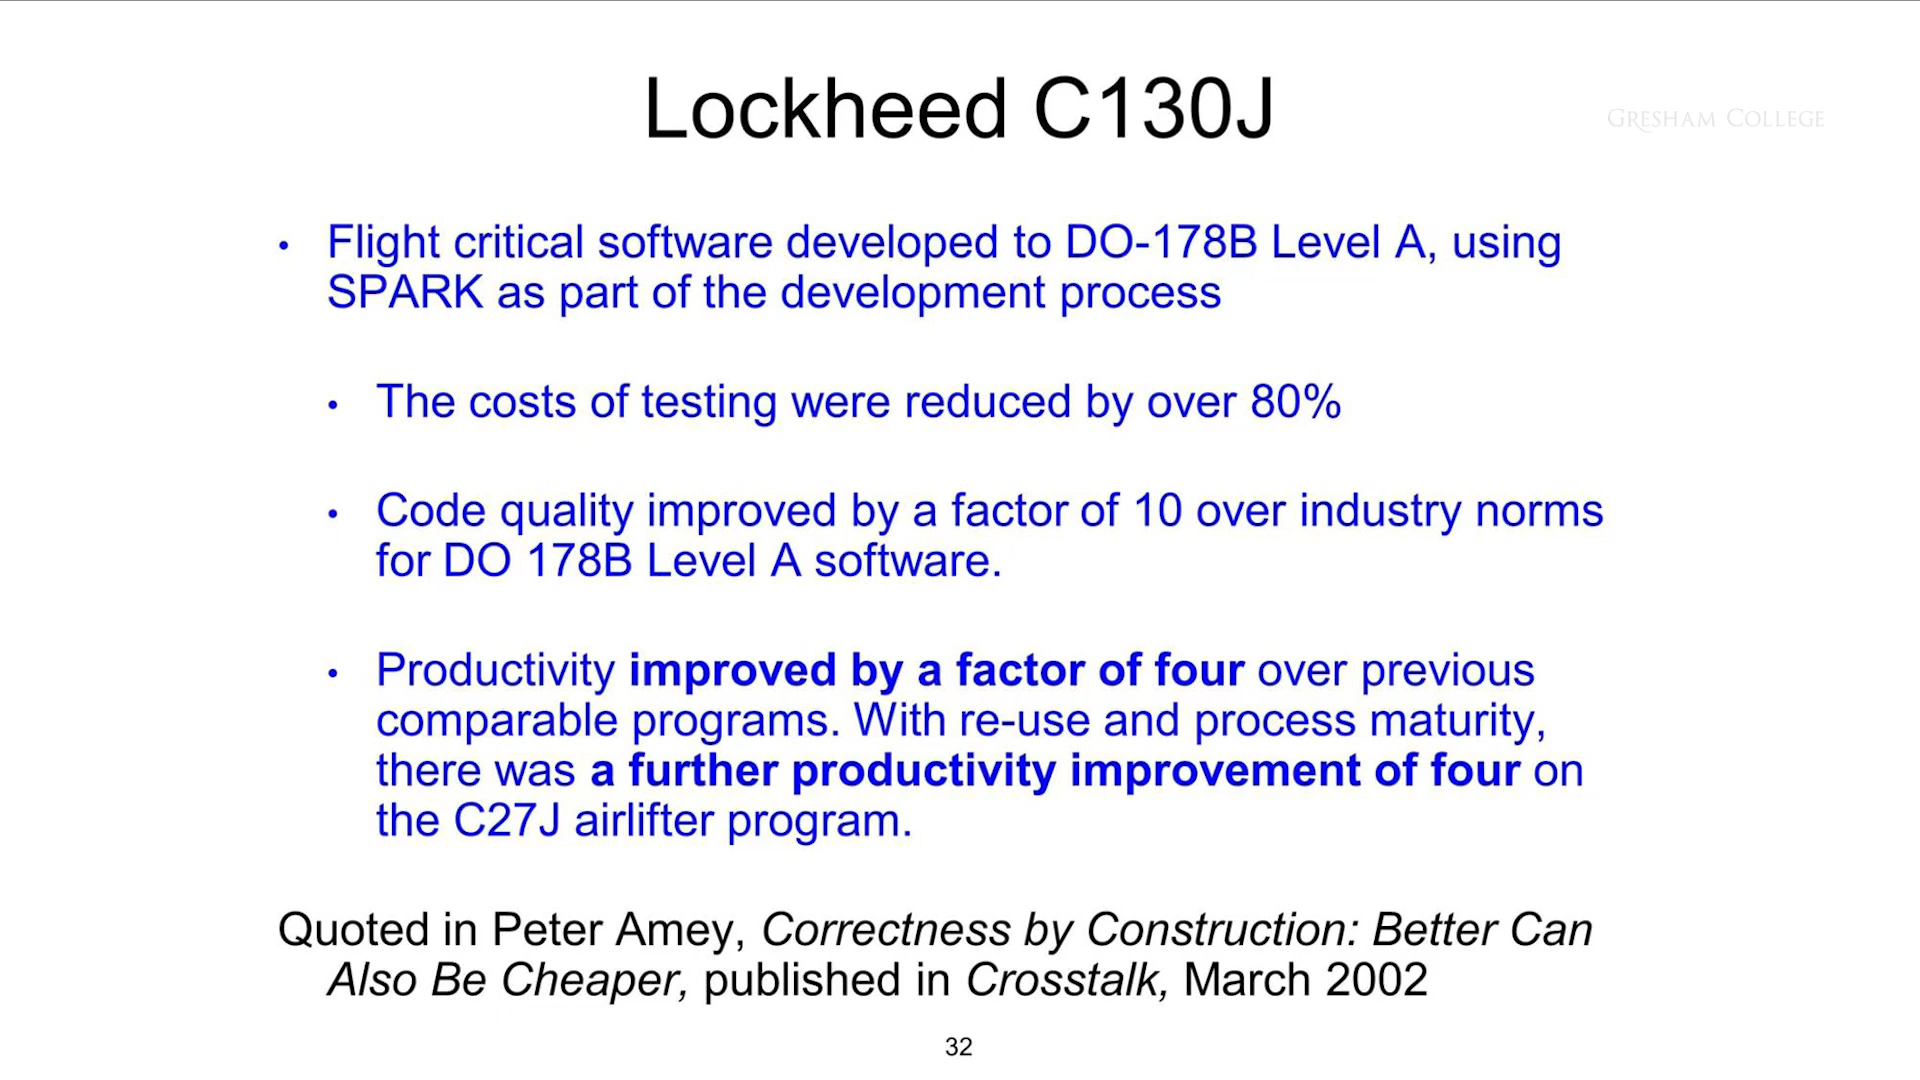 Lockheed C130J
GRESHAM COLLEGE
• Flight critical software developed to DO-178B Level A, using
SPARK as part of the development process
• The costs of testing were reduced by over 80%
• Code quality improved by a factor of 10 over industry norms
for DO 178B Level A software.
• Productivity improved by a factor of four over previous
comparable programs. With re-use and process maturity,
there was a further productivity improvement of four on
the C27J airlifter program.
Quoted in Peter Amey, Correctness by Construction: Better Can
Also Be Cheaper, published in Crosstalk, March 2002
32